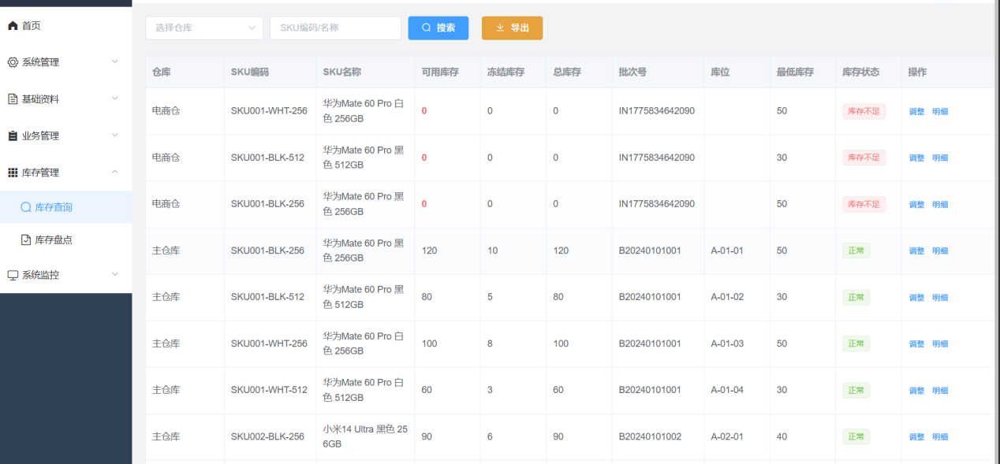 首页
系统管理
基础资料
业务管理
库存管理
库存查询
库存盘点
系统监控
选择仓库 SKU编码/名称 搜索 导出
仓库 SKU编码 SKU名称 可用库存 冻结库存 总库存 批次号 库位 最低库存 库存状态 操作
电商仓 SKU001-WHT-256 华为Mate 60 Pro 白 0 0 0 IN1775834642090 50 库存不足 调整 明细
色 256GB
电商仓 SKU001-BLK-512 华为Mate 60 Pro 黑 0 0 0 IN1775834642090 30 库存不足 调整 明细
色 512GB
电商仓 SKU001-BLK-256 华为Mate 60 Pro 黑 0 0 0 IN1775834642090 50 库存不足 调整 明细
色 256GB
主仓库 SKU001-BLK-256 华为Mate 60 Pro 黑 120 10 120 B20240101001 A-01-01 50 正常 调整 明细
色 256GB
主仓库 SKU001-BLK-512 华为Mate 60 Pro 黑 80 5 80 B20240101001 A-01-02 30 正常 调整 明细
色 512GB
主仓库 SKU001-WHT-256 华为Mate 60 Pro 白 100 8 100 B20240101001 A-01-03 50 正常 调整 明细
色 256GB
主仓库 SKU001-WHT-512 华为Mate 60 Pro 白 60 3 60 B20240101001 A-01-04 30 正常 调整 明细
色 512GB
主仓库 SKU002-BLK-256 小米14 Ultra 黑色 25 90 6 90 B20240101002 A-02-01 40 正常 调整 明细
6GB